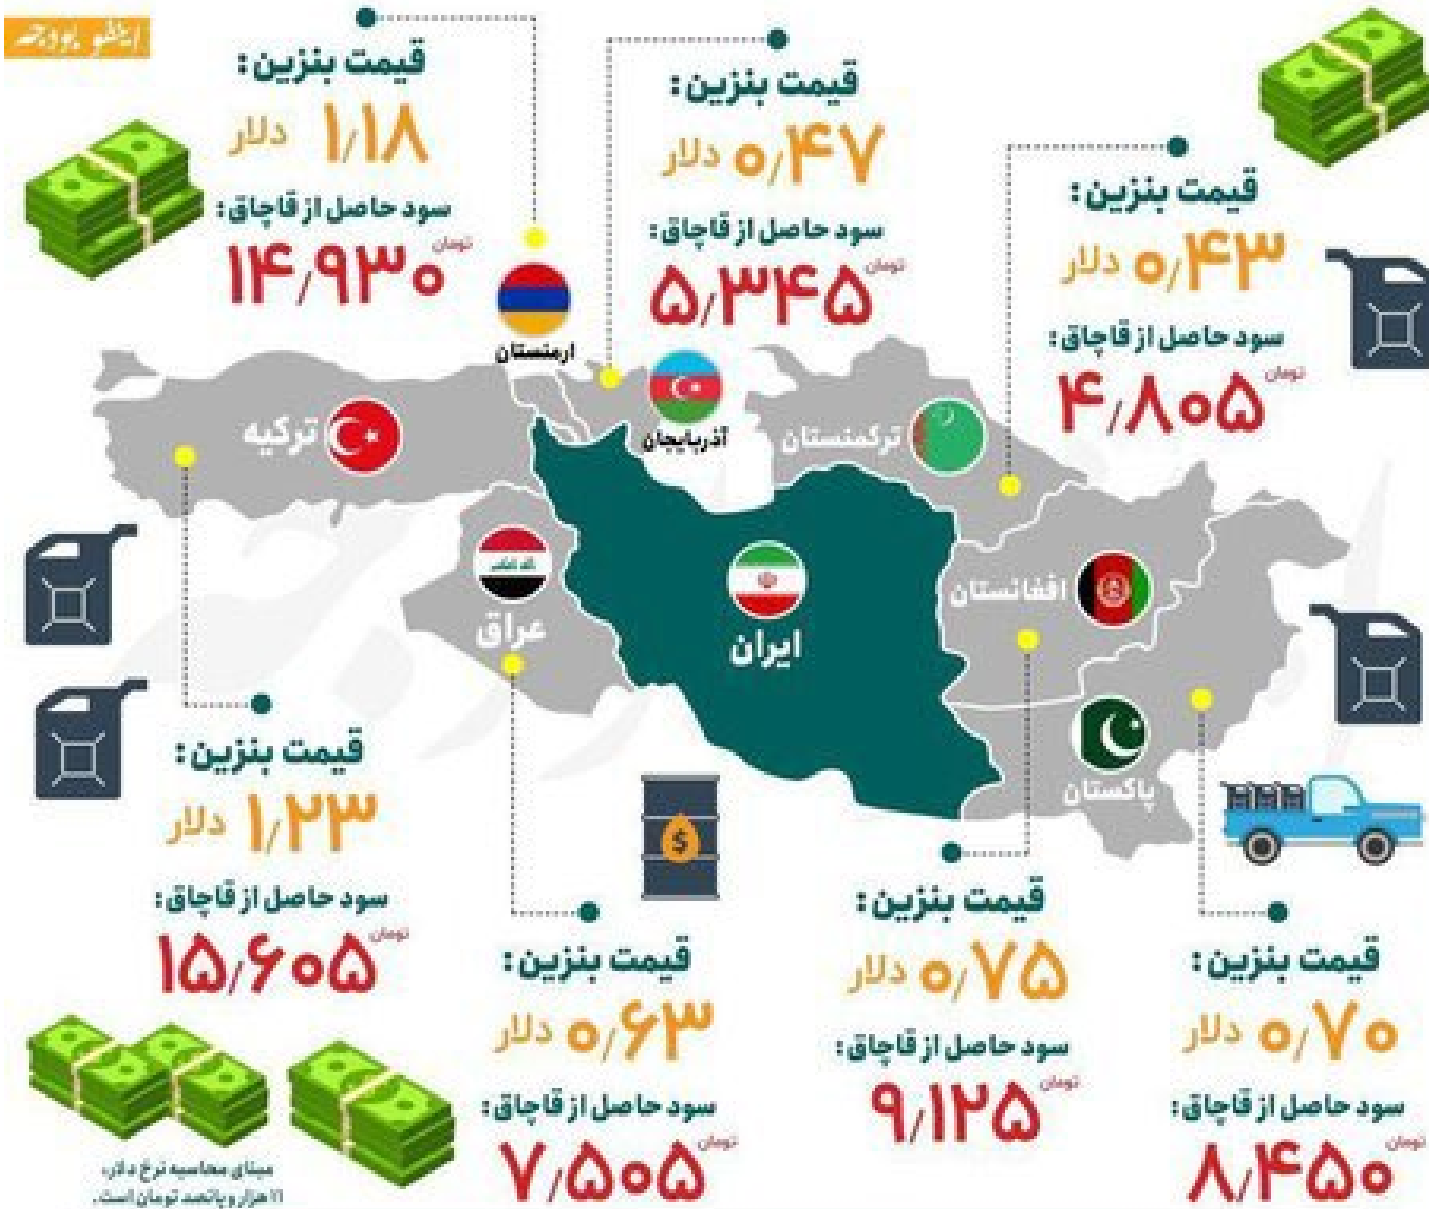 اینفو بودجه
قیمت بنزین:
۱/۱۸ دلار
سود حاصل از قاچاق:
۱۴/۹۳۰ تومان
قیمت بنزین:
۰/۴۷ دلار
سود حاصل از قاچاق:
۵/۳۴۵ تومان
قیمت بنزین:
۰/۴۳ دلار
سود حاصل از قاچاق:
۴/۸۰۵ تومان
ارمنستان
آذربایجان
ترکمنستان
ترکیه
عراق
ایران
افغانستان
پاکستان
قیمت بنزین:
۱/۲۳ دلار
سود حاصل از قاچاق:
۱۵/۶۰۵ تومان
قیمت بنزین:
۰/۶۳ دلار
سود حاصل از قاچاق:
۷/۵۰۵ تومان
قیمت بنزین:
۰/۷۵ دلار
سود حاصل از قاچاق:
۹/۱۲۵ تومان
قیمت بنزین:
۰/۷۰ دلار
سود حاصل از قاچاق:
۸/۴۵۰ تومان
$
مبنای محاسبه نرخ دلار،
۱۱ هزار و پانصد تومان است.